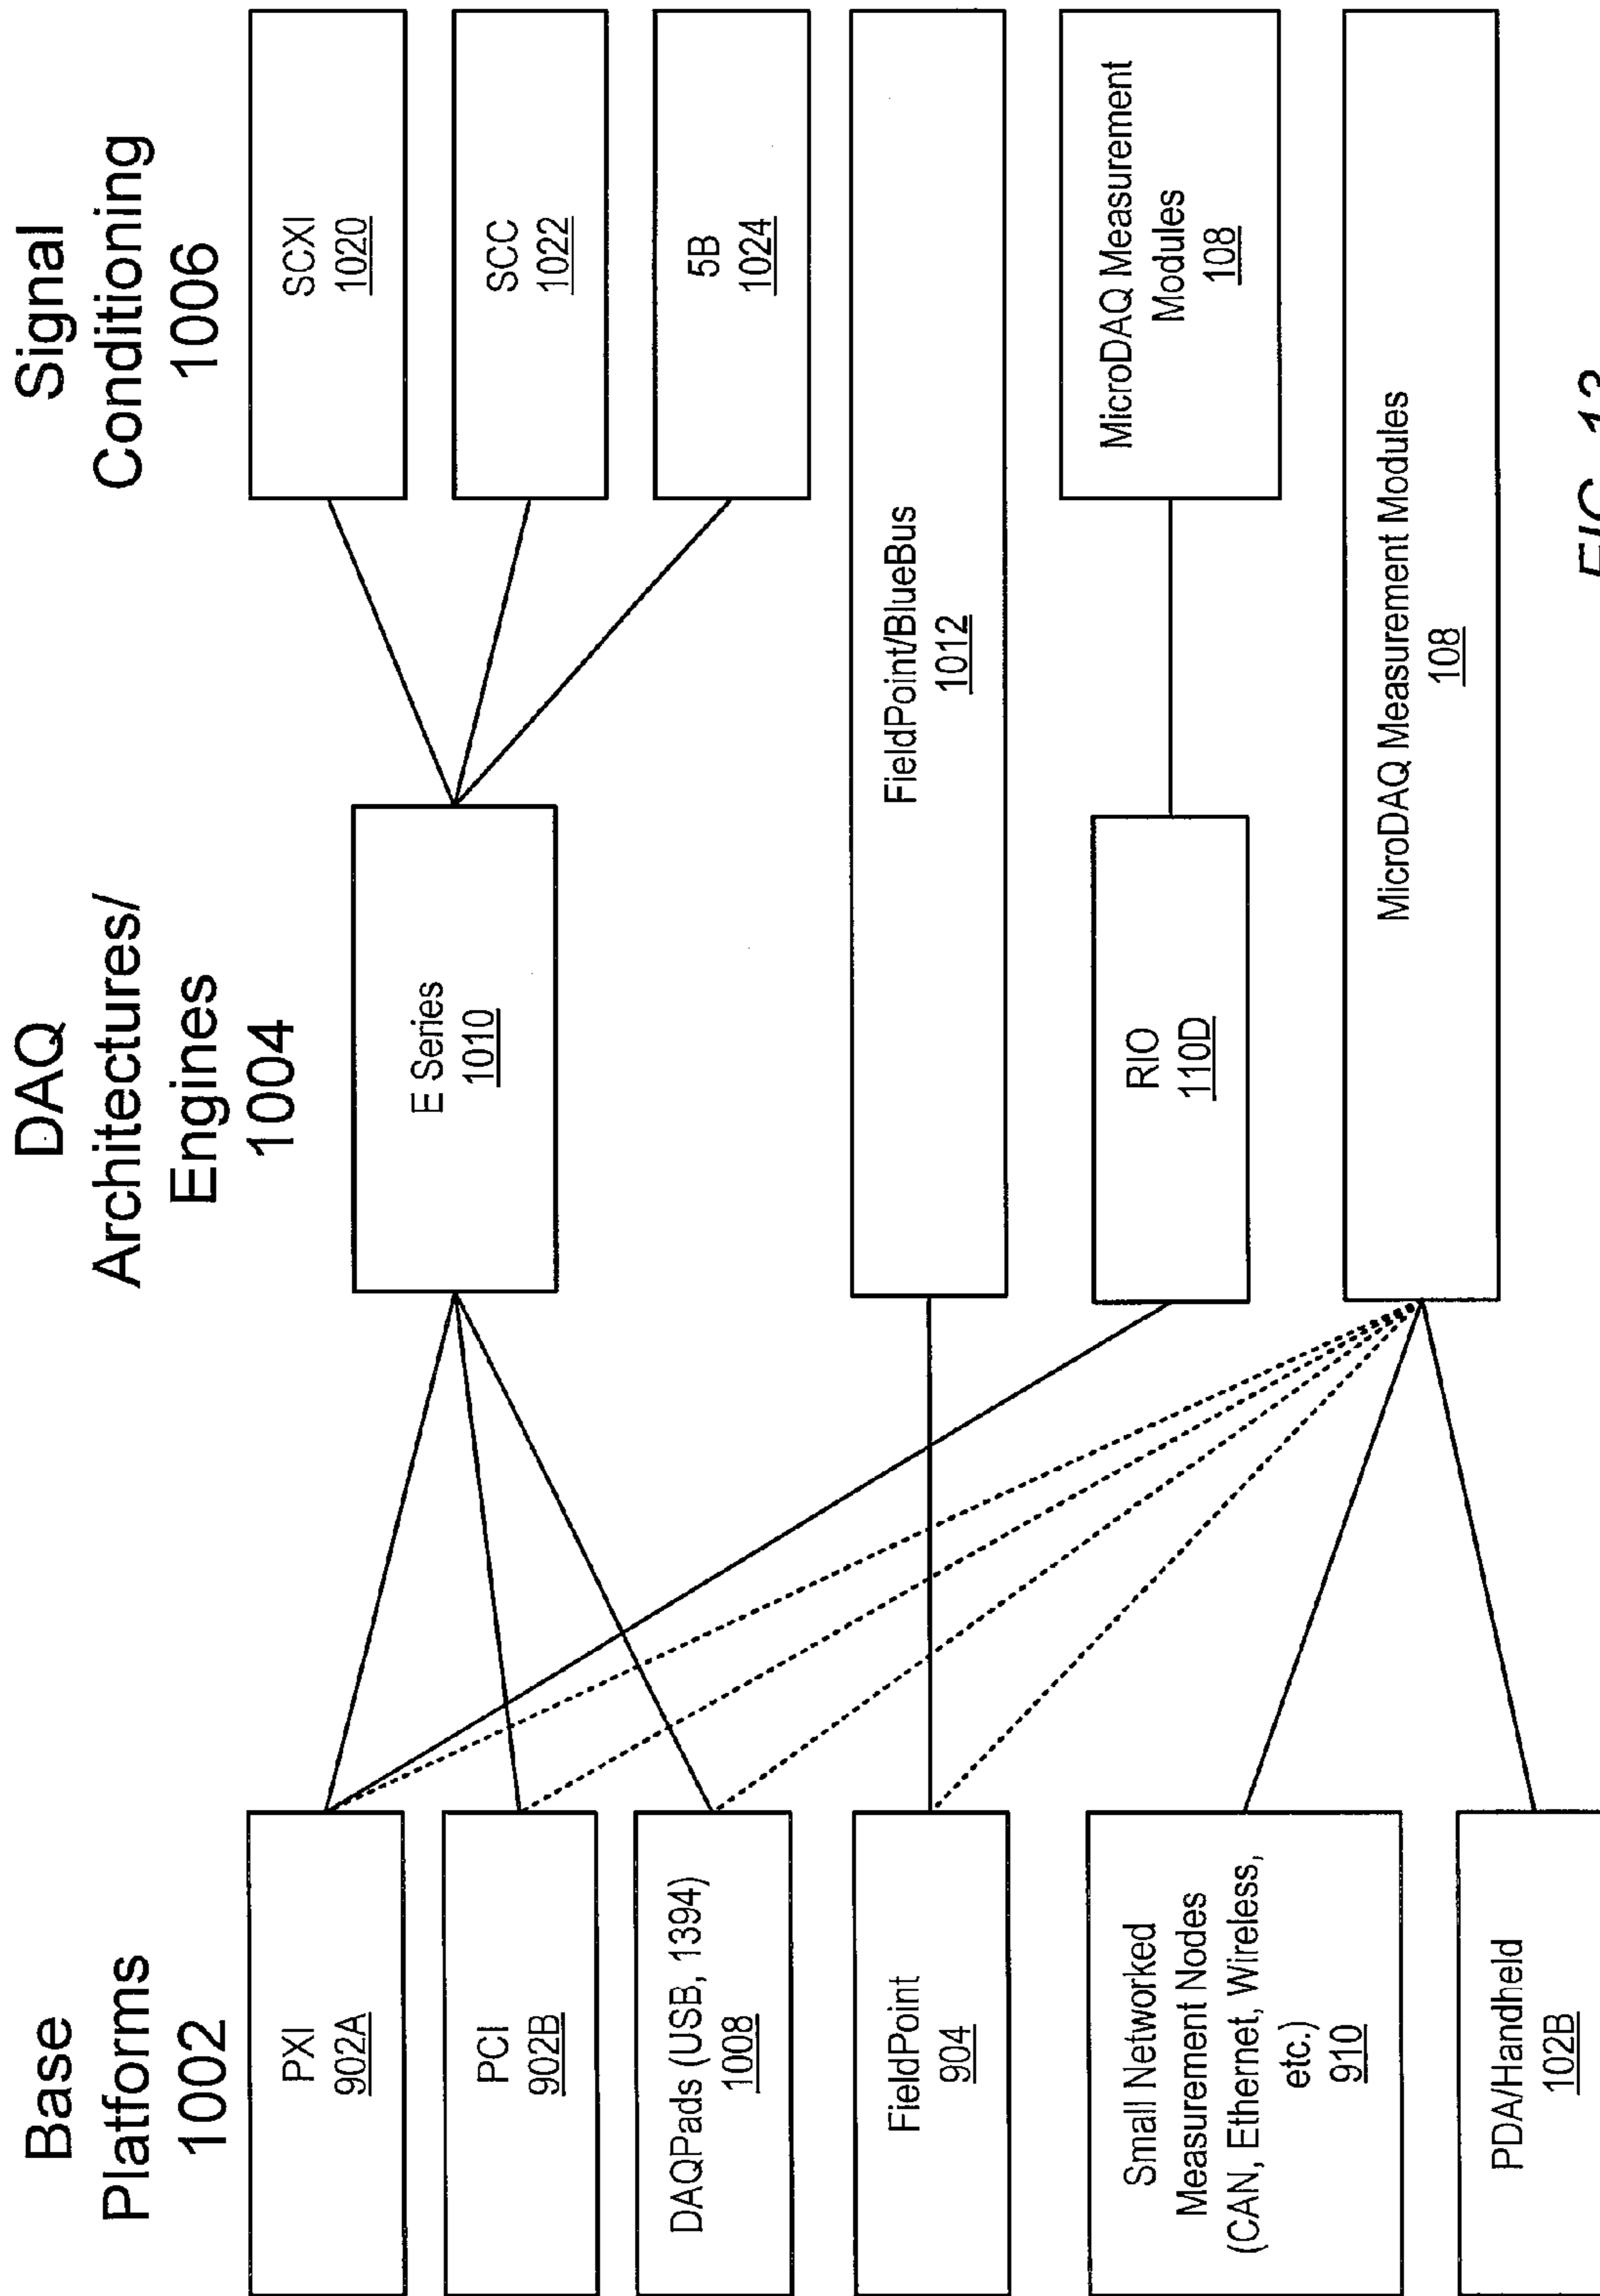 Base
Platforms
1002
DAQ
Architectures/
Engines
1004
Signal
Conditioning
1006
PXI
902A
PCI
902B
DAQPads (USB, 1394)
1008
FieldPoint
904
Small Networked
Measurement Nodes
(CAN, Ethernet, Wireless,
etc.)
910
PDA/Handheld
102B
E Series
1010
FieldPoint/BlueBus
1012
RIO
110D
MicroDAQ Measurement Modules
108
SCXI
1020
SCC
1022
5B
1024
MicroDAQ Measurement
Modules
108
FIG. 13